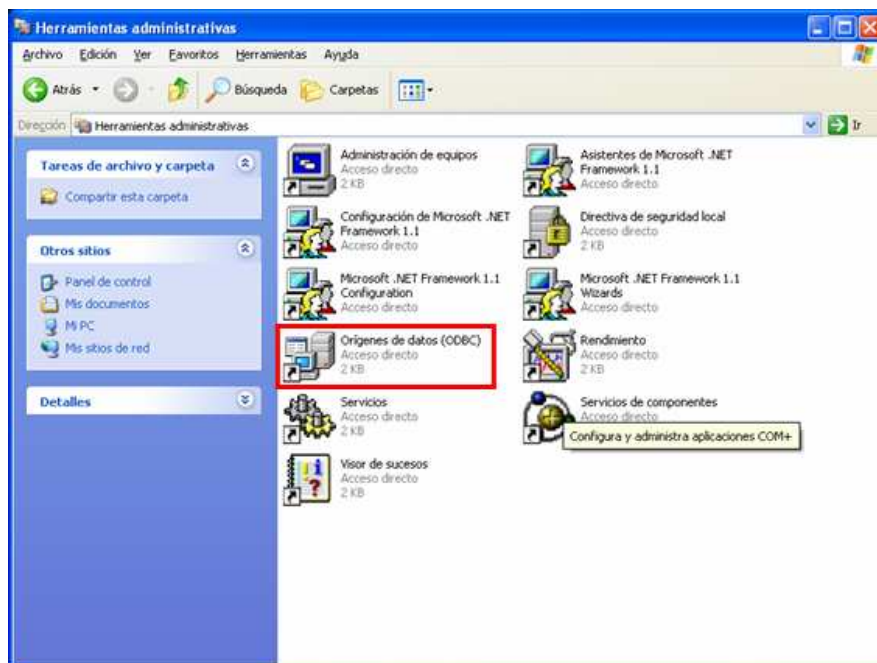 Herramientas administrativas
Archivo Edición Ver Favoritos Herramientas Ayuda
Atrás Búsqueda Carpetas
Dirección Herramientas administrativas Ir
Tareas de archivo y carpeta
Compartir esta carpeta
Otros sitios
Panel de control
Mis documentos
Mi PC
Mis sitios de red
Detalles
Administración de equipos
Acceso directo
2 KB
Asistentes de Microsoft .NET
Framework 1.1
Acceso directo
Configuración de Microsoft .NET
Framework 1.1
Acceso directo
Directiva de seguridad local
Acceso directo
2 KB
Microsoft .NET Framework 1.1
Configuration
Acceso directo
Microsoft .NET Framework 1.1
Wizards
Acceso directo
Orígenes de datos (ODBC)
Acceso directo
2 KB
Rendimiento
Acceso directo
2 KB
Servicios
Acceso directo
2 KB
Servicios de componentes
Acceso directo
Configura y administra aplicaciones COM+
Visor de sucesos
Acceso directo
2 KB